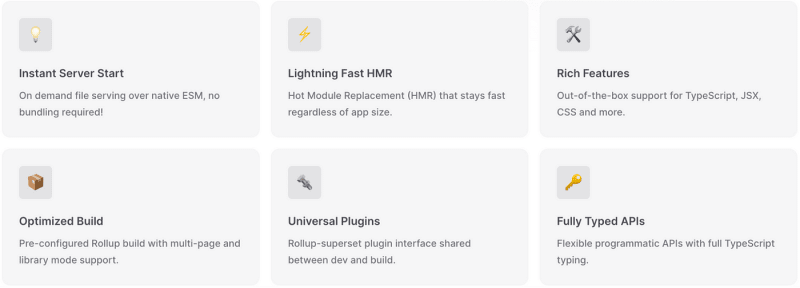 Instant Server Start
On demand file serving over native ESM, no
bundling required!
Lightning Fast HMR
Hot Module Replacement (HMR) that stays fast
regardless of app size.
Rich Features
Out-of-the-box support for TypeScript, JSX,
CSS and more.
Optimized Build
Pre-configured Rollup build with multi-page and
library mode support.
Universal Plugins
Rollup-superset plugin interface shared
between dev and build.
Fully Typed APIs
Flexible programmatic APIs with full TypeScript
typing.